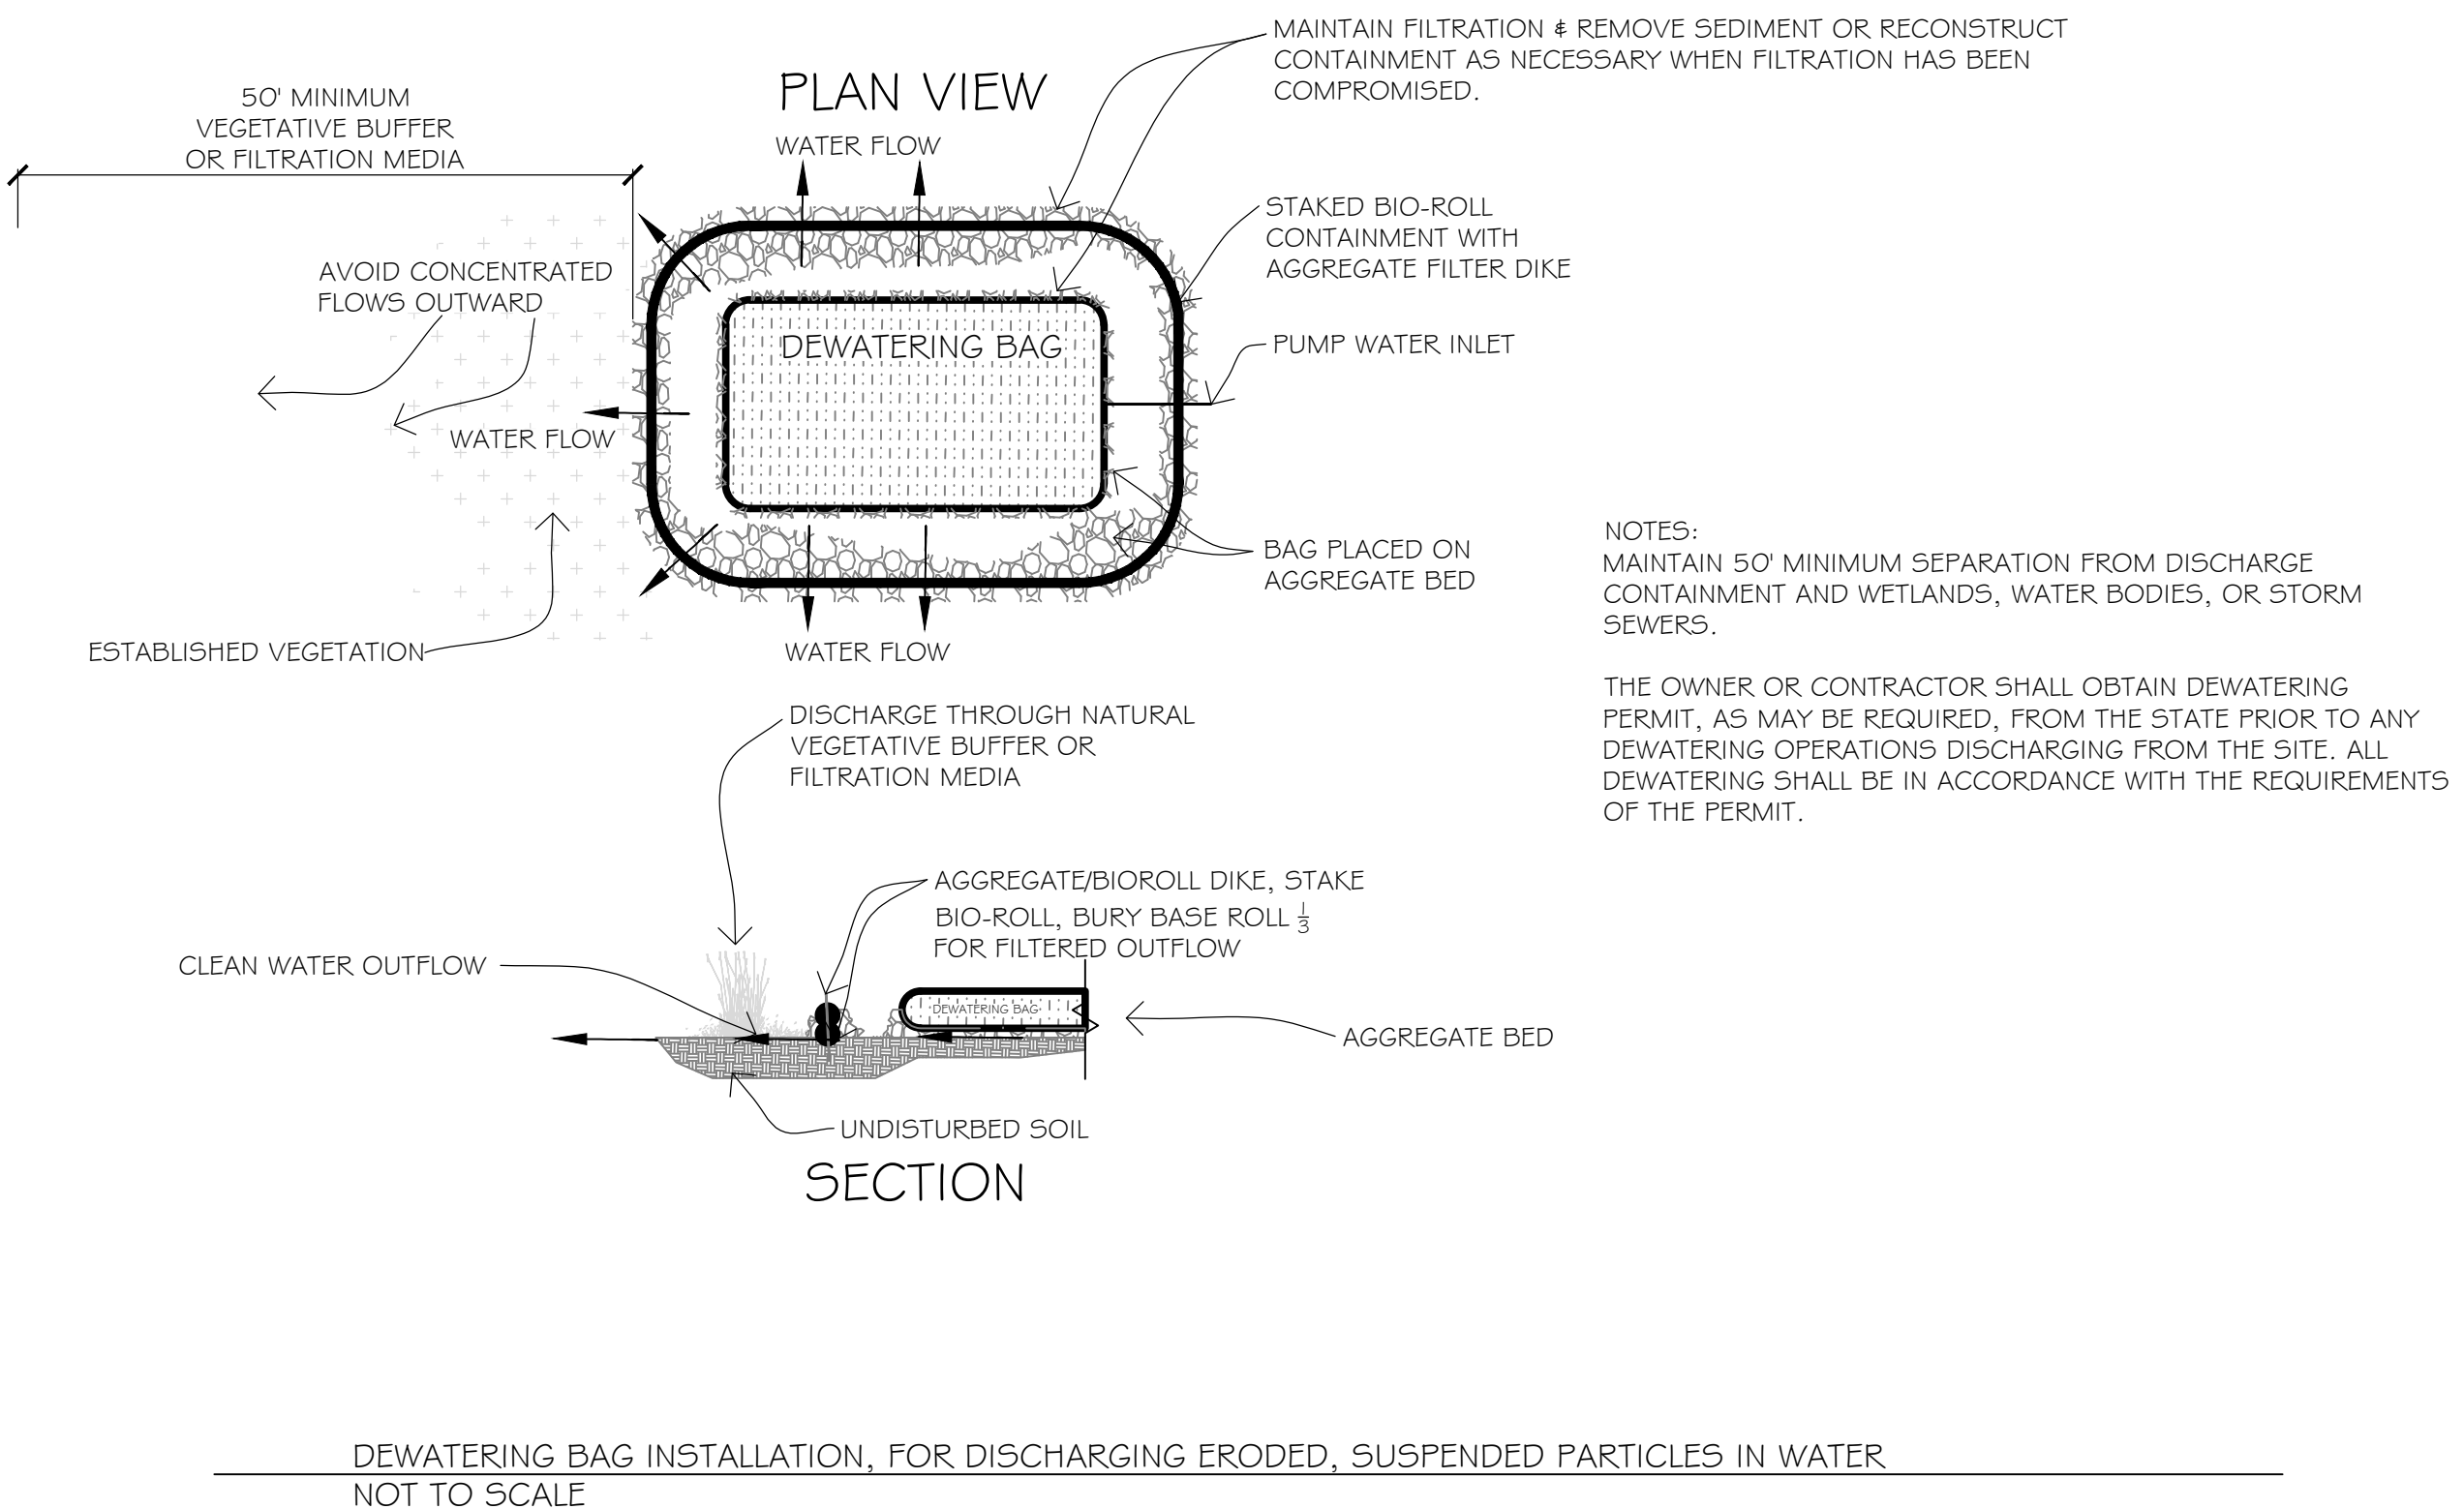 PLAN VIEW
WATER FLOW
50' MINIMUM
VEGETATIVE BUFFER
OR FILTRATION MEDIA
MAINTAIN FILTRATION & REMOVE SEDIMENT OR RECONSTRUCT
CONTAINMENT AS NECESSARY WHEN FILTRATION HAS BEEN
COMPROMISED.
STAKED BIO-ROLL
CONTAINMENT WITH
AGGREGATE FILTER DIKE
AVOID CONCENTRATED
FLOWS OUTWARD
DEWATERING BAG
PUMP WATER INLET
WATER FLOW
BAG PLACED ON
AGGREGATE BED
ESTABLISHED VEGETATION
WATER FLOW
NOTES:
MAINTAIN 50' MINIMUM SEPARATION FROM DISCHARGE
CONTAINMENT AND WETLANDS, WATER BODIES, OR STORM
SEWERS.
THE OWNER OR CONTRACTOR SHALL OBTAIN DEWATERING
PERMIT, AS MAY BE REQUIRED, FROM THE STATE PRIOR TO ANY
DEWATERING OPERATIONS DISCHARGING FROM THE SITE. ALL
DEWATERING SHALL BE IN ACCORDANCE WITH THE REQUIREMENTS
OF THE PERMIT.
DISCHARGE THROUGH NATURAL
VEGETATIVE BUFFER OR
FILTRATION MEDIA
AGGREGATE/BIOROLL DIKE, STAKE
BIO-ROLL, BURY BASE ROLL 1/3
FOR FILTERED OUTFLOW
CLEAN WATER OUTFLOW
DEWATERING BAG
AGGREGATE BED
UNDISTURBED SOIL
SECTION
DEWATERING BAG INSTALLATION, FOR DISCHARGING ERODED, SUSPENDED PARTICLES IN WATER
NOT TO SCALE